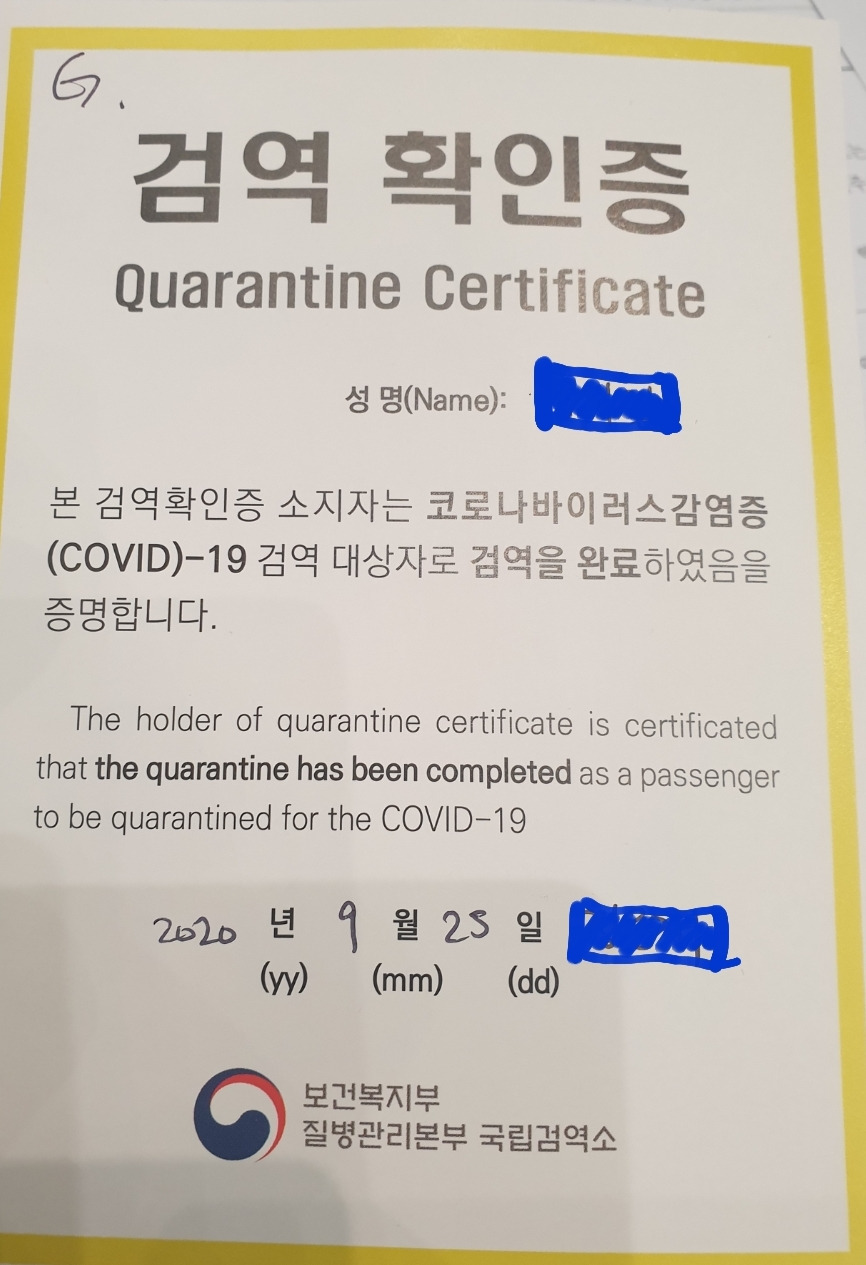 G.
검역 확인증
Quarantine Certificate
성 명(Name):
본 검역확인증 소지자는 코로나바이러스감염증
(COVID)-19 검역 대상자로 검역을 완료하였음을
증명합니다.
The holder of quarantine certificate is certificated
that the quarantine has been completed as a passenger
to be quarantined for the COVID-19
2020 년 9 월 25 일
(yy) (mm) (dd)
보건복지부
질병관리본부 국립검역소